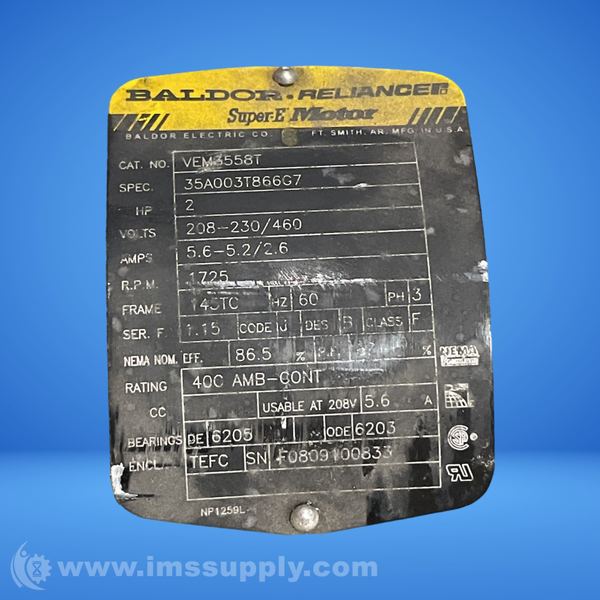 BALDOR • RELIANCE
Super-E Motor
BALDOR ELECTRIC CO. FT. SMITH, AR. MFG. IN U.S.A.
CAT. NO. VEM3558T
SPEC. 35A003T866G7
HP 2
VOLTS 208-230/460
AMPS 5.6-5.2/2.6
R.P.M. 1725
FRAME 145TC HZ 60 PH 3
SER. F. 1.15 CODE J DES B CLASS F
NEMA NOM. EFF. 86.5 % %
RATING 40C AMB-CONT
CC USABLE AT 208V 5.6 A
BEARINGS DE 6205 ODE 6203
ENCL. TEFC SN F0809100833
NEMA
NP1259L
www.imssupply.com